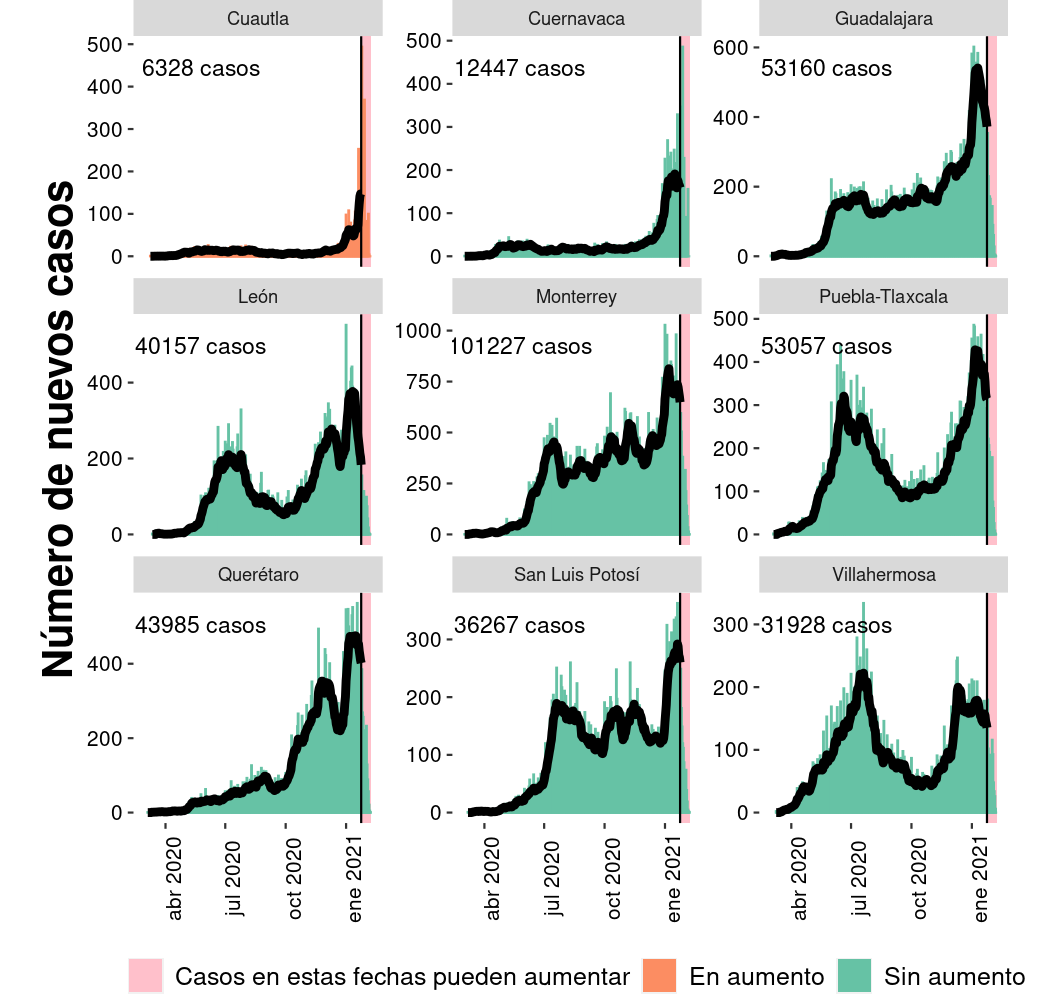 Número de nuevos casos
Cuautla
6328 casos
500
400
300
200
100
0
Cuernavaca
12447 casos
500
400
300
200
100
0
Guadalajara
53160 casos
600
400
200
0
León
40157 casos
400
200
0
Monterrey
101227 casos
1000
750
500
250
0
Puebla-Tlaxcala
53057 casos
500
400
300
200
100
0
Querétaro
43985 casos
400
200
0
abr 2020
jul 2020
oct 2020
ene 2021
San Luis Potosí
36267 casos
300
200
100
0
abr 2020
jul 2020
oct 2020
ene 2021
Villahermosa
31928 casos
300
200
100
0
abr 2020
jul 2020
oct 2020
ene 2021
Casos en estas fechas pueden aumentar
En aumento
Sin aumento